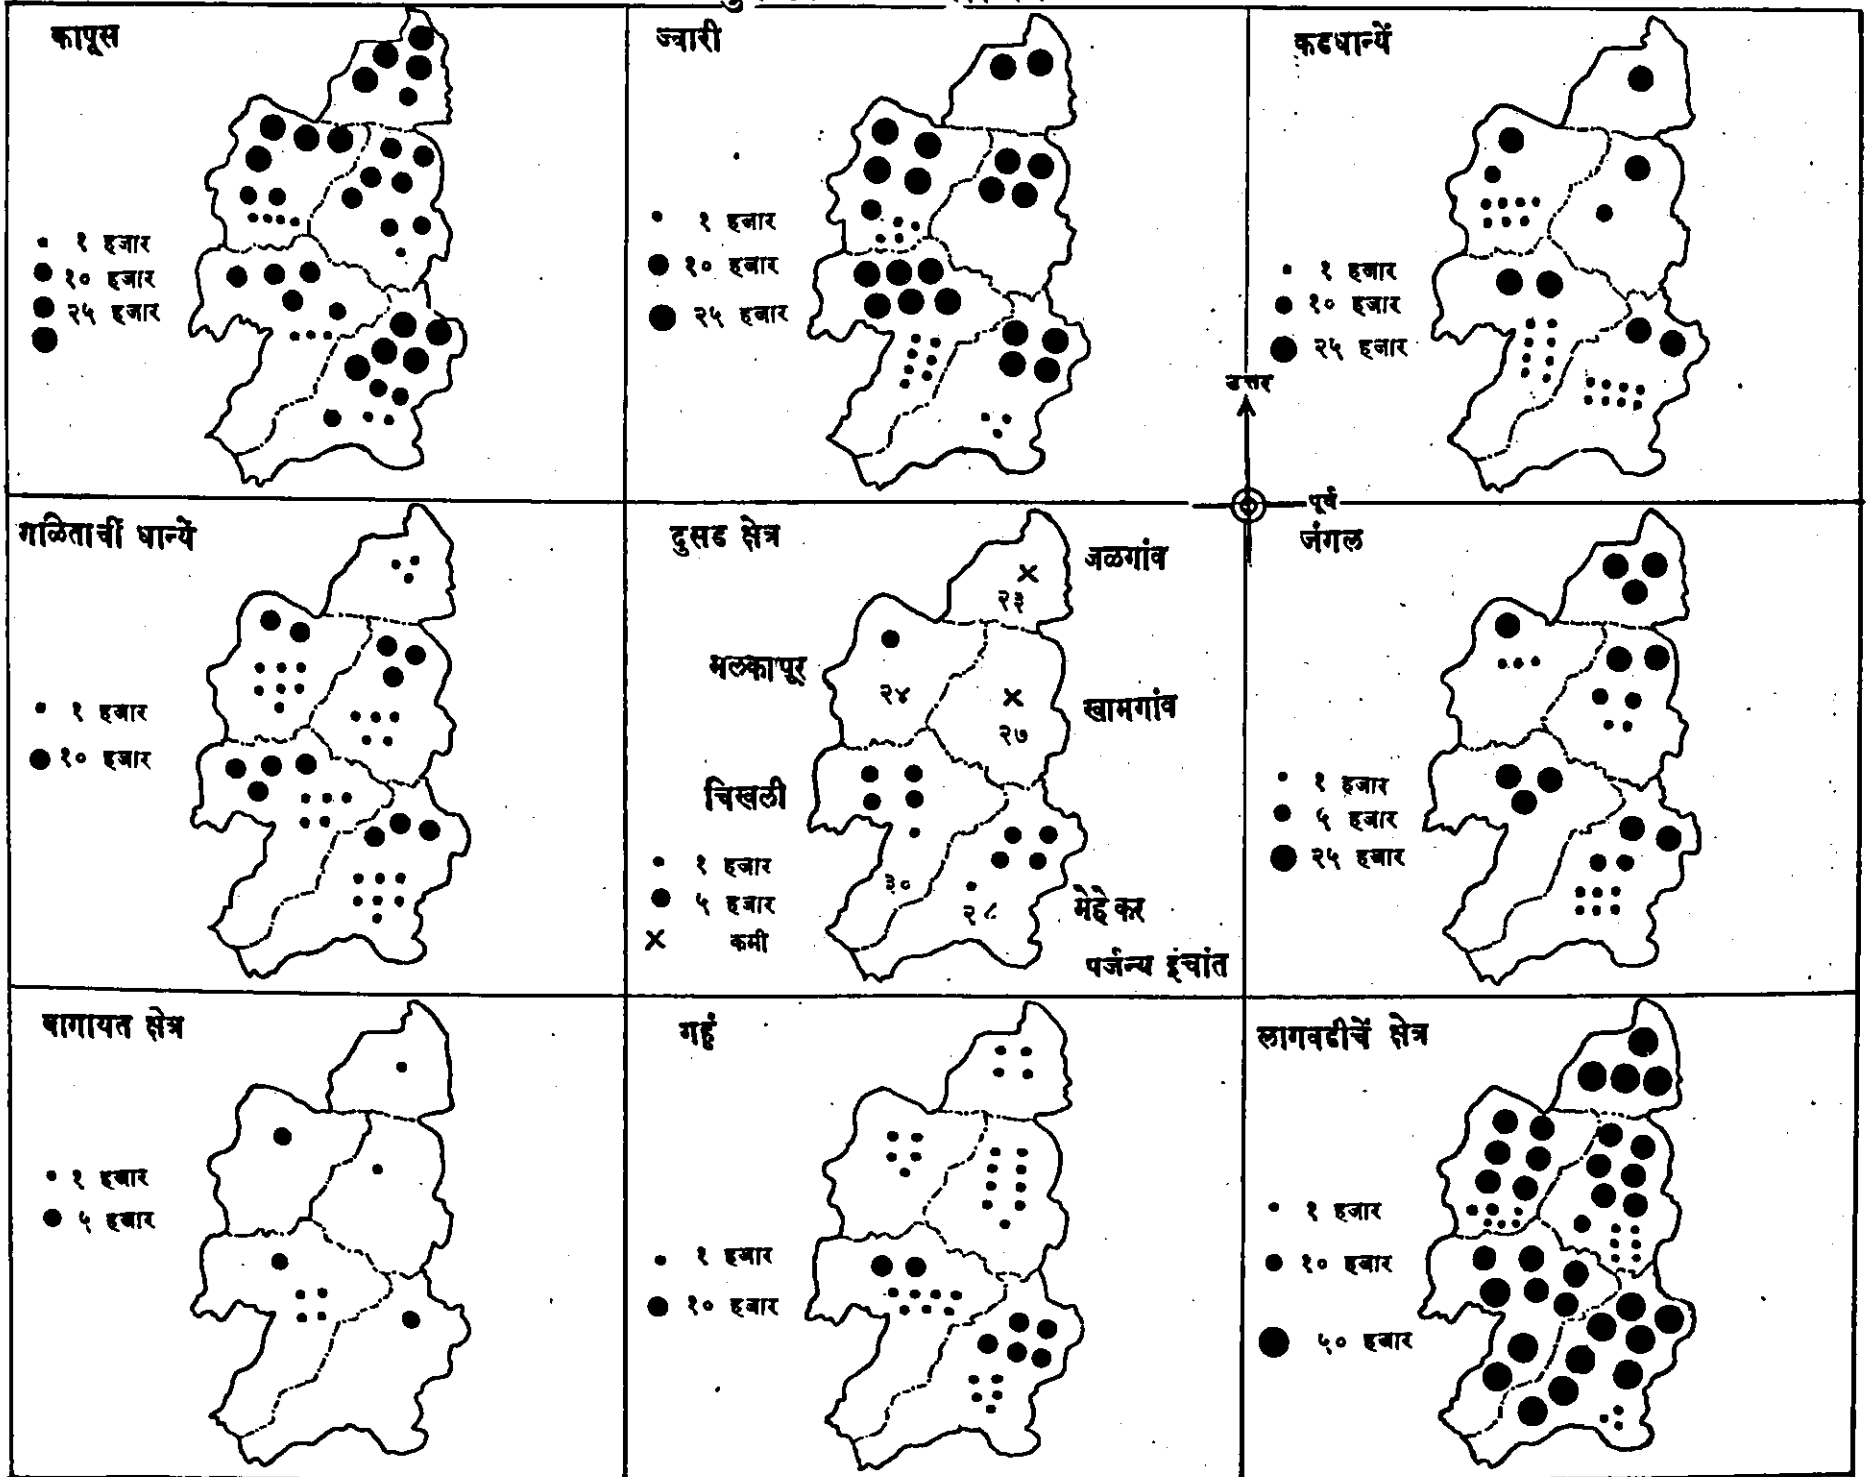 कापूस
१ हजार
१० हजार
२५ हजार
ज्वारी
१ हजार
१० हजार
२५ हजार
कडधान्यें
१ हजार
१० हजार
२५ हजार
उत्तर
पूर्व
गळिताचीं धान्यें
१ हजार
१० हजार
दुसड क्षेत्र
जळगांव
२३
मलकापूर
२४
खामगांव
२७
चिखली
३०
मेहेकर
२८
१ हजार
५ हजार
× कमी
पर्जन्य इंचांत
जंगल
१ हजार
५ हजार
२५ हजार
बागायत क्षेत्र
१ हजार
५ हजार
गहूं
१ हजार
१० हजार
लागवडीचें क्षेत्र
१ हजार
१० हजार
५० हजार